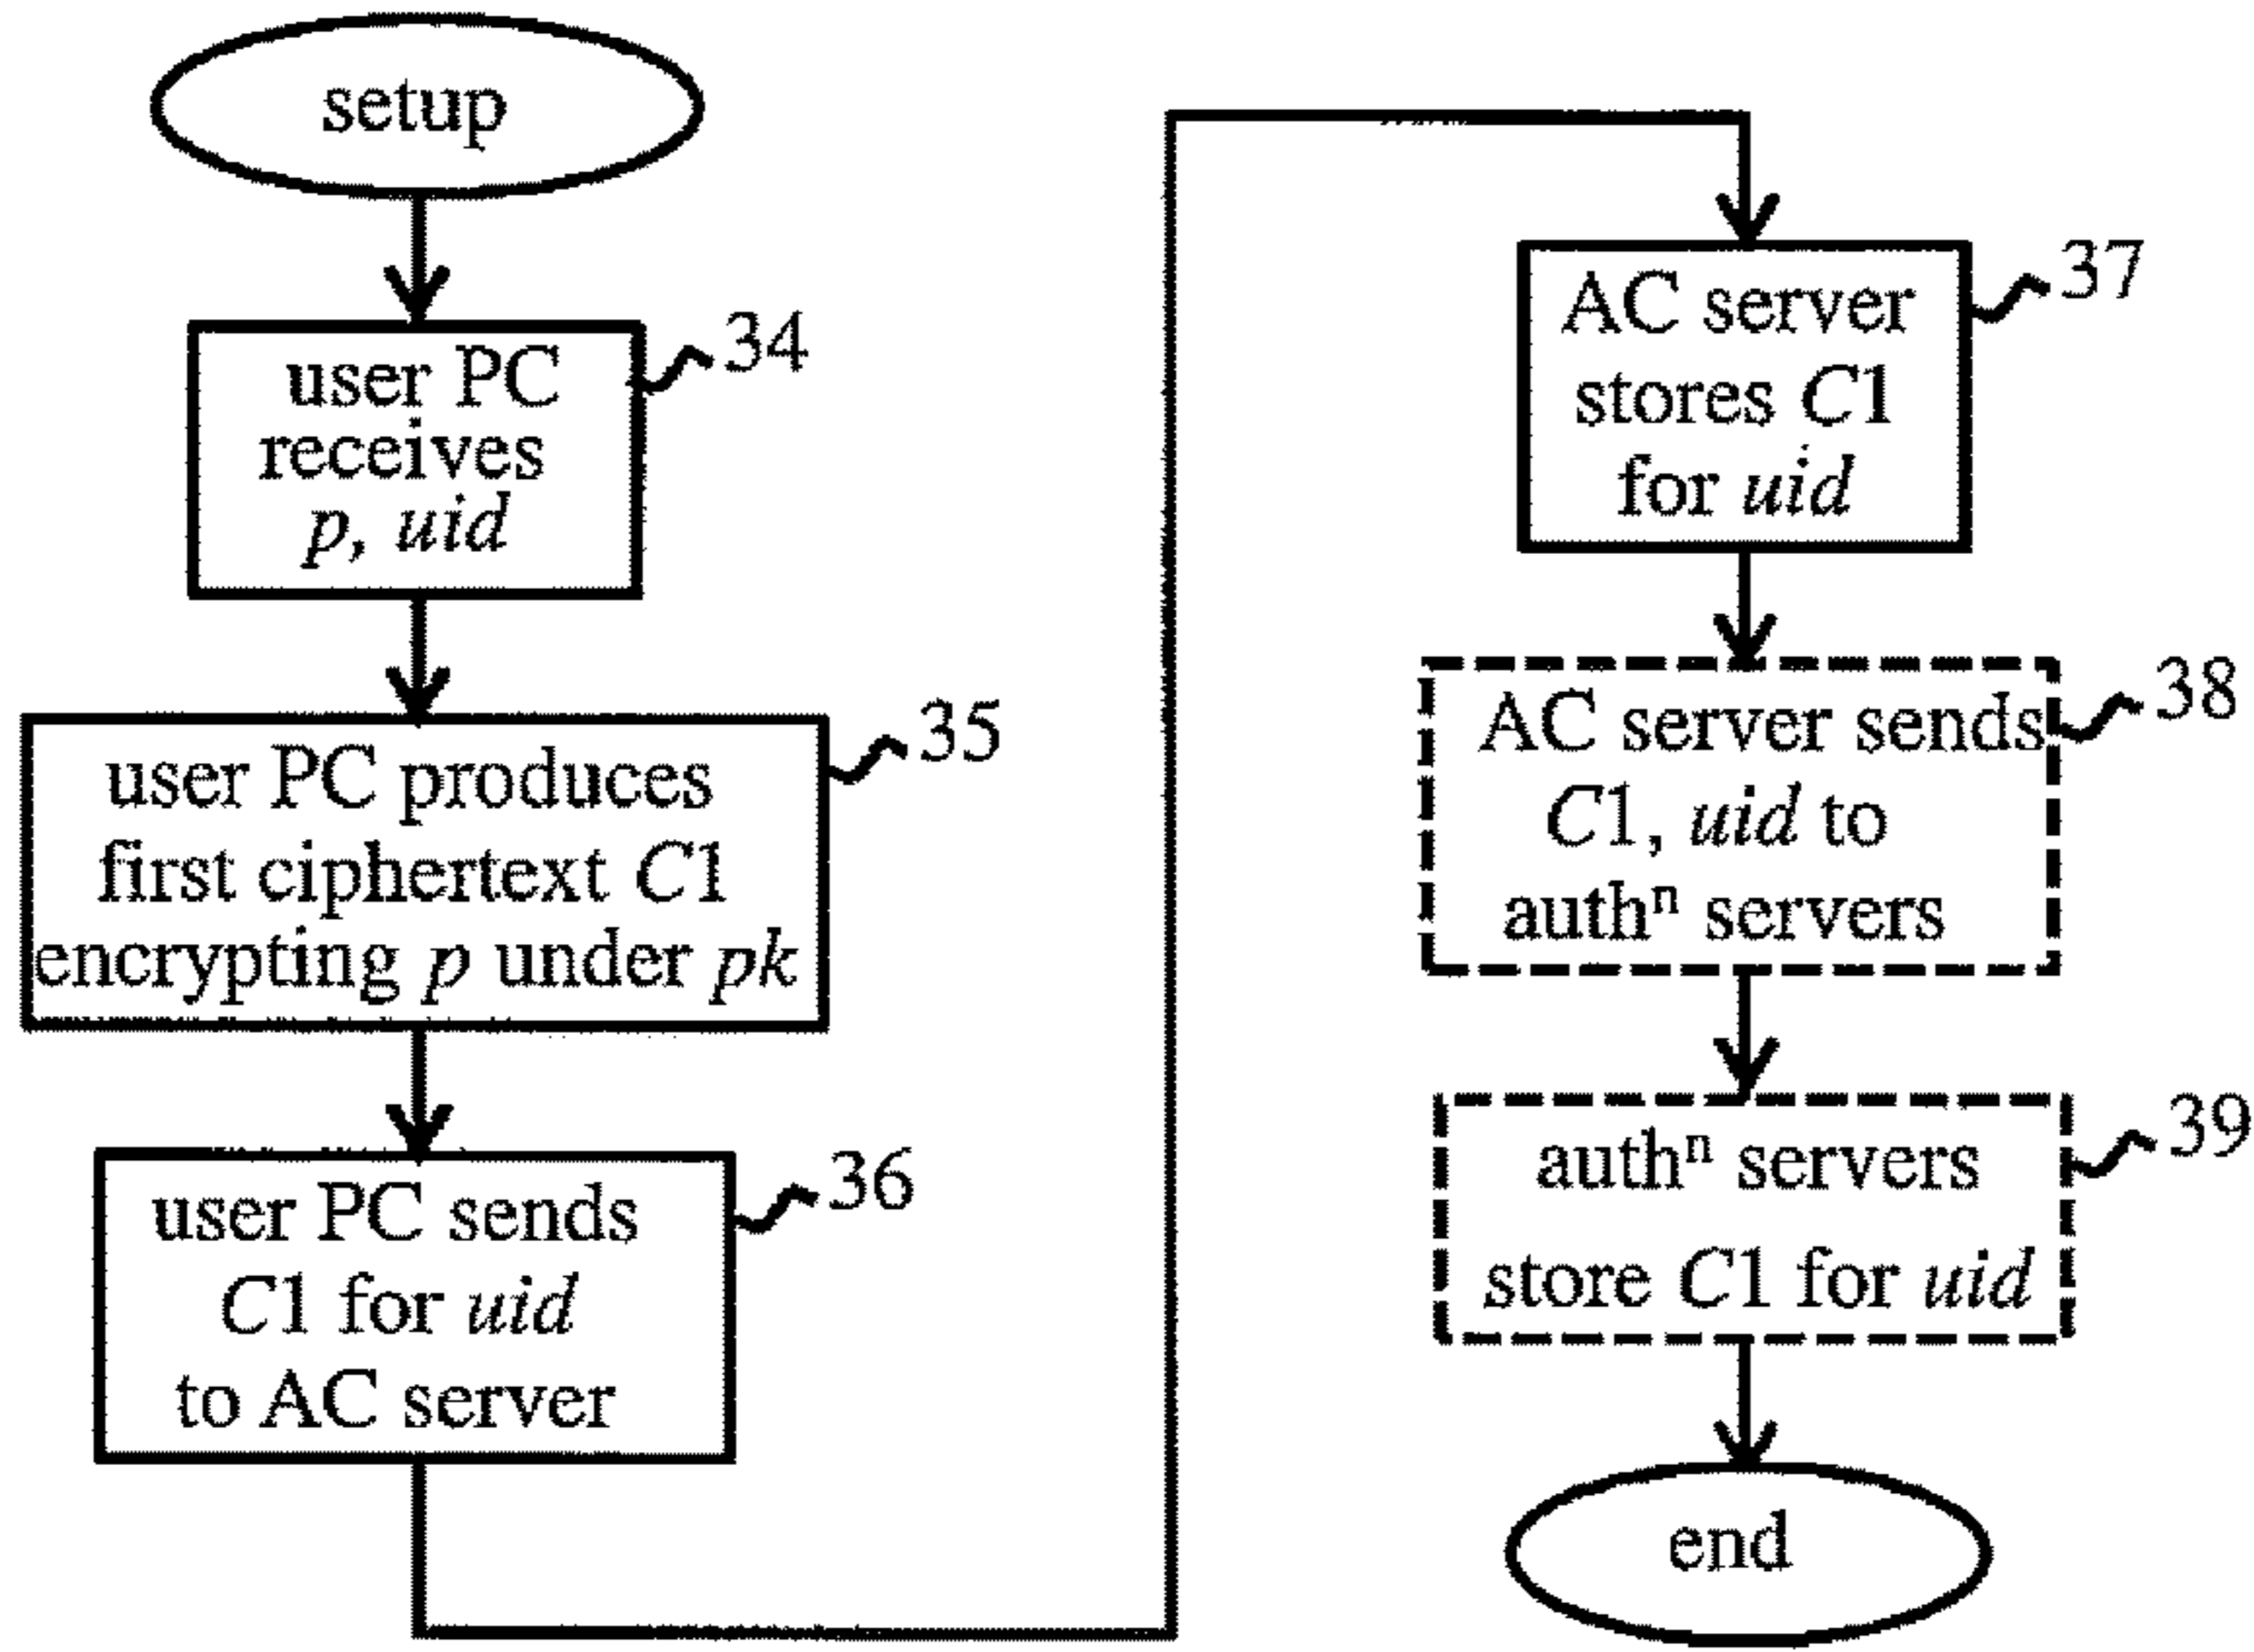 setup
34
user PC
receives
p, uid
35
user PC produces
first ciphertext C1
encrypting p under pk
36
user PC sends
C1 for uid
to AC server
37
AC server
stores C1
for uid
38
AC server sends
C1, uid to
authⁿ servers
39
authⁿ servers
store C1 for uid
end